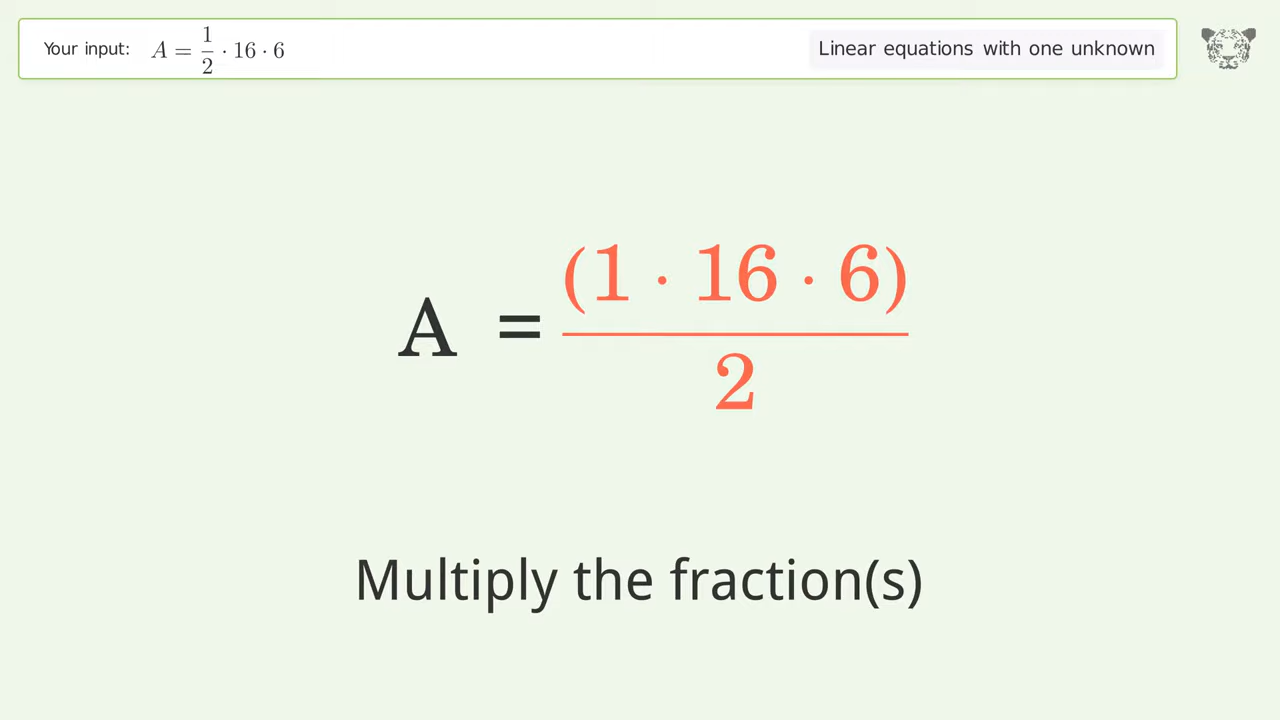 Your input: A = 1/2 · 16 · 6
Linear equations with one unknown
A = (1 · 16 · 6)/2
Multiply the fraction(s)